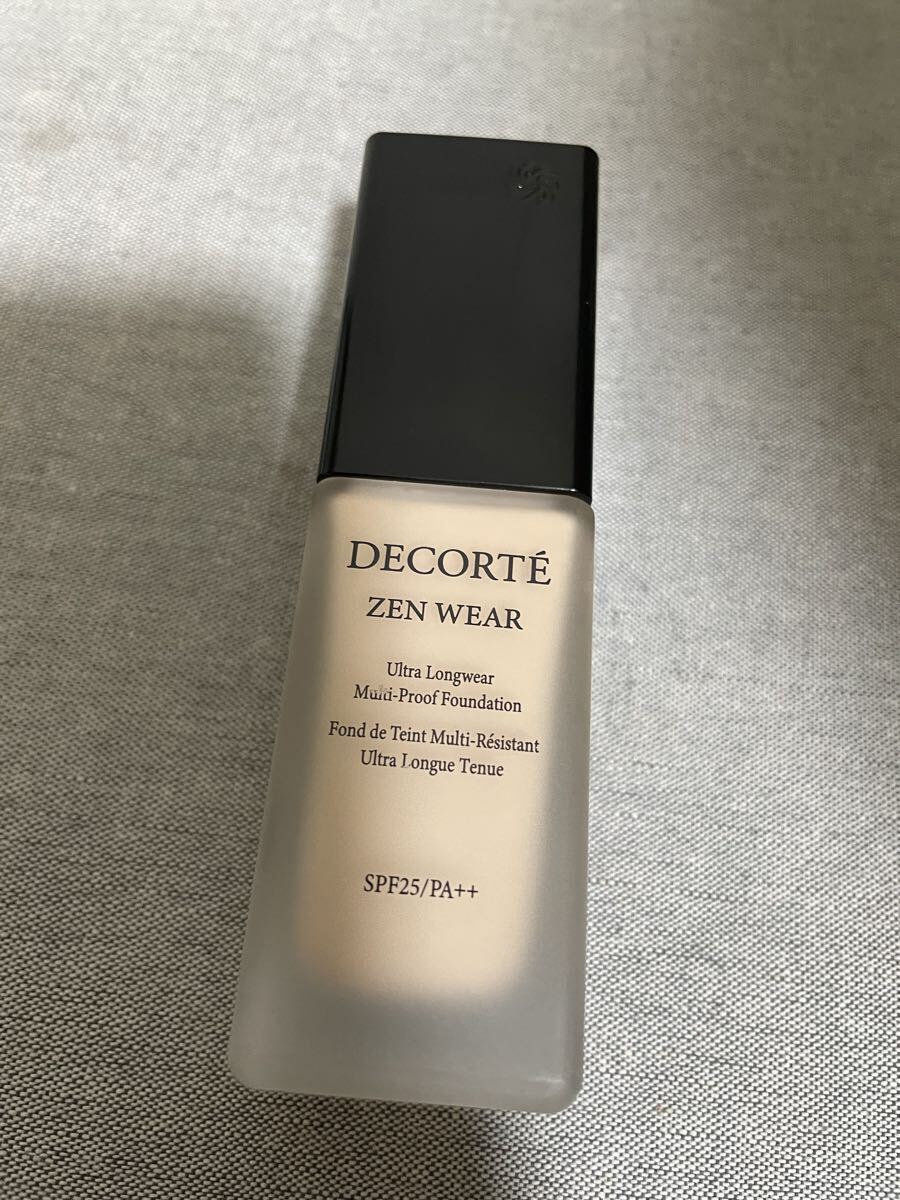 DECORTÉ
ZEN WEAR
Ultra Longwear
Multi-Proof Foundation
Fond de Teint Multi-Résistant
Ultra Longue Tenue
SPF25/PA++